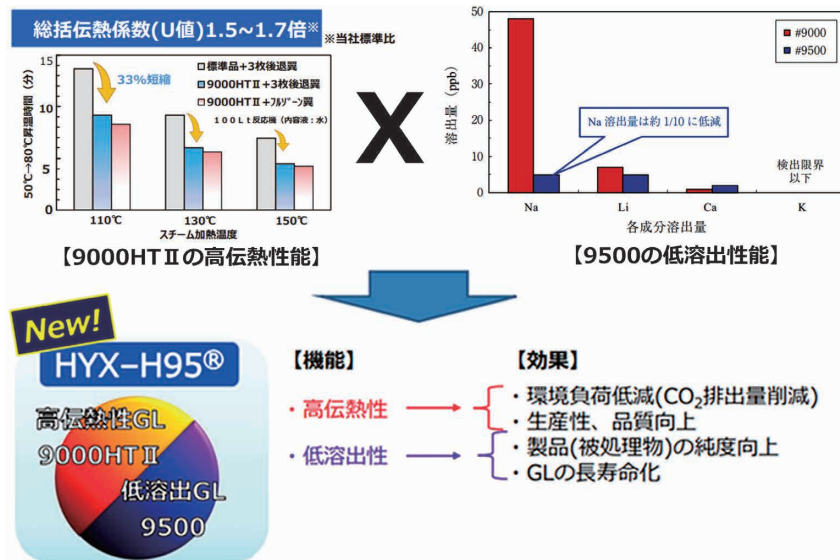 総括伝熱係数(U値)1.5~1.7倍※
※当社標準比
50℃→80℃昇温時間（分）
15
10
5
0
33%短縮
標準品+3枚後退翼
9000HTⅡ+3枚後退翼
9000HTⅡ+フルゾーン翼
１００Ｌｔ反応機（内容液：水）
110℃
130℃
150℃
スチーム加熱温度
【9000HTⅡの高伝熱性能】
X
溶出量（ppb）
50
40
30
20
10
0
#9000
#9500
Na 溶出量は約 1/10 に低減
検出限界
以下
Na
Li
Ca
K
各成分溶出量
【9500の低溶出性能】
New!
HYX-H95®
高伝熱性GL
9000HTⅡ
低溶出GL
9500
【機能】
・高伝熱性
・低溶出性
【効果】
・環境負荷低減(CO₂排出量削減)
・生産性、品質向上
・製品(被処理物)の純度向上
・GLの長寿命化